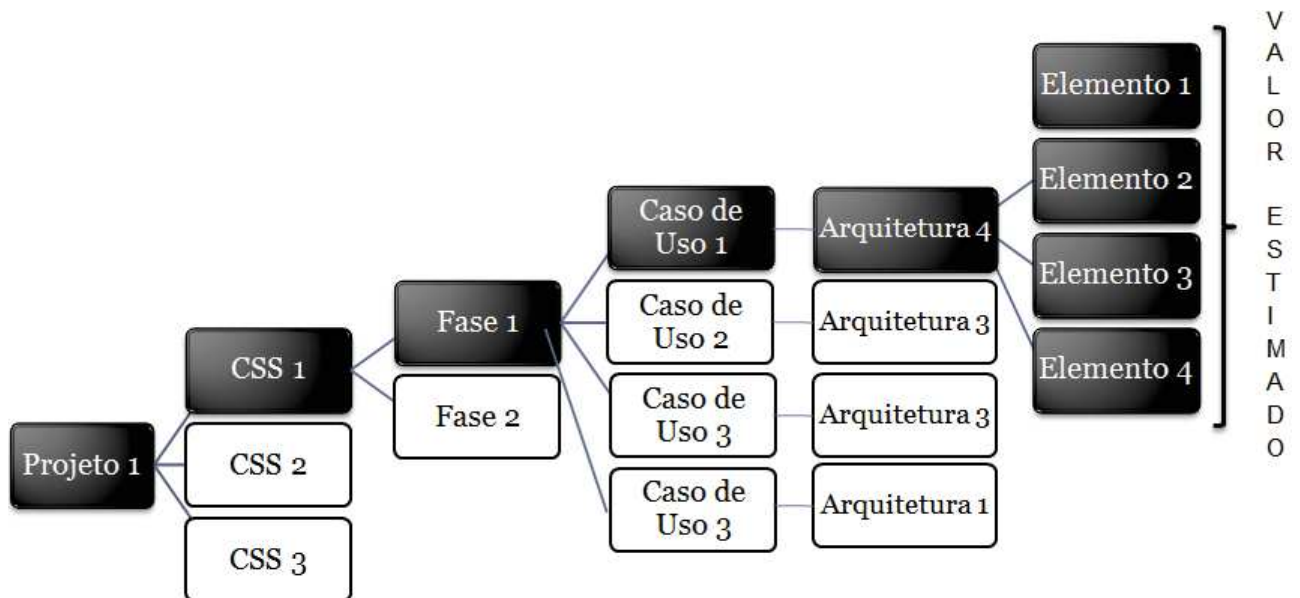 Projeto 1
CSS 1
CSS 2
CSS 3
Fase 1
Fase 2
Caso de
Uso 1
Caso de
Uso 2
Caso de
Uso 3
Caso de
Uso 3
Arquitetura 4
Arquitetura 3
Arquitetura 3
Arquitetura 1
Elemento 1
Elemento 2
Elemento 3
Elemento 4
VALOR ESTIMADO